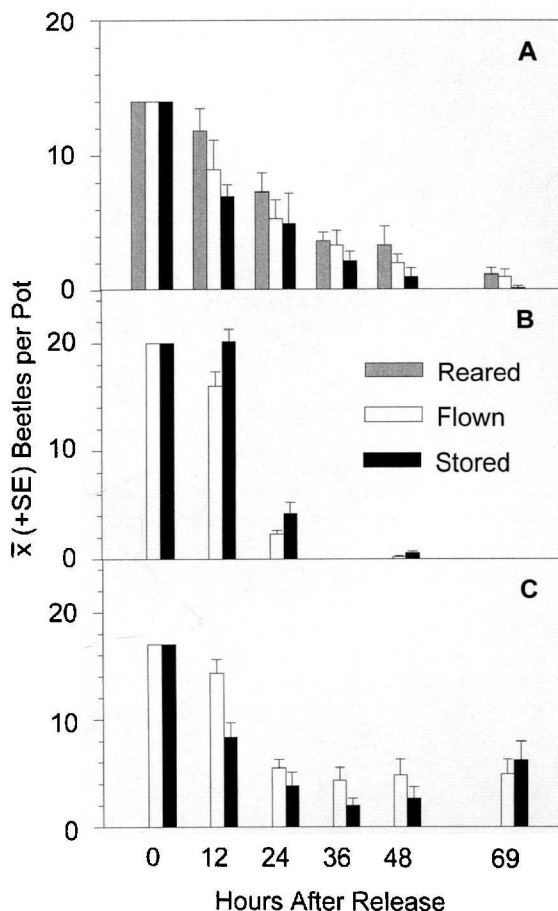 20
A
10
0
B
20
Reared
Flown
10
Stored
0
C
20
10
0
0 12 24 36 48 69
Hours After Release
x̅ (+SE) Beetles per Pot